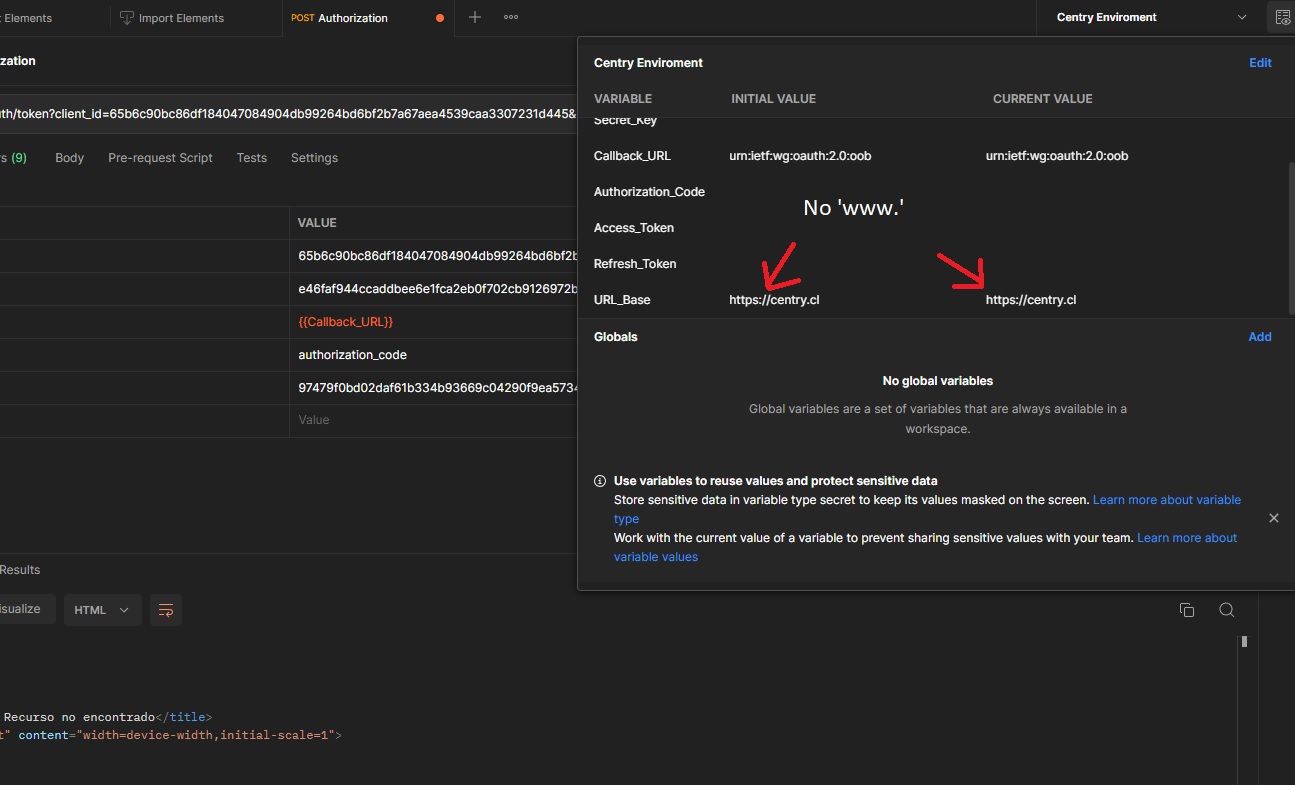 Elements
Import Elements
POST Authorization
Centry Enviroment
zation
Centry Enviroment
Edit
VARIABLE INITIAL VALUE CURRENT VALUE
th/token?client_id=65b6c90bc86df184047084904db99264bd6bf2b7a67aea4539caa3307231d445&
Secret_Key
s (9) Body Pre-request Script Tests Settings
Callback_URL urn:ietf:wg:oauth:2.0:oob urn:ietf:wg:oauth:2.0:oob
Authorization_Code
No 'www.'
Access_Token
Refresh_Token
URL_Base https://centry.cl https://centry.cl
VALUE
65b6c90bc86df184047084904db99264bd6bf2b
e46faf944ccaddbee6e1fca2eb0f702cb9126972b
{{Callback_URL}}
authorization_code
97479f0bd02daf61b334b93669c04290f9ea5734
Value
Globals
Add
No global variables
Global variables are a set of variables that are always available in a
workspace.
Use variables to reuse values and protect sensitive data
Store sensitive data in variable type secret to keep its values masked on the screen. Learn more about variable
type
Work with the current value of a variable to prevent sharing sensitive values with your team. Learn more about
variable values
Results
isualize
HTML
Recurso no encontrado</title>
t" content="width=device-width,initial-scale=1">